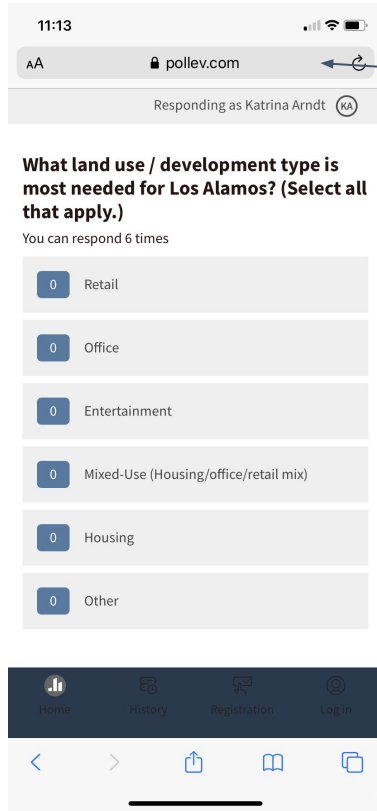 11:13
AA pollev.com
Responding as Katrina Arndt KA
What land use / development type is
most needed for Los Alamos? (Select all
that apply.)
You can respond 6 times
0 Retail
0 Office
0 Entertainment
0 Mixed-Use (Housing/office/retail mix)
0 Housing
0 Other
Home History Registration Log in